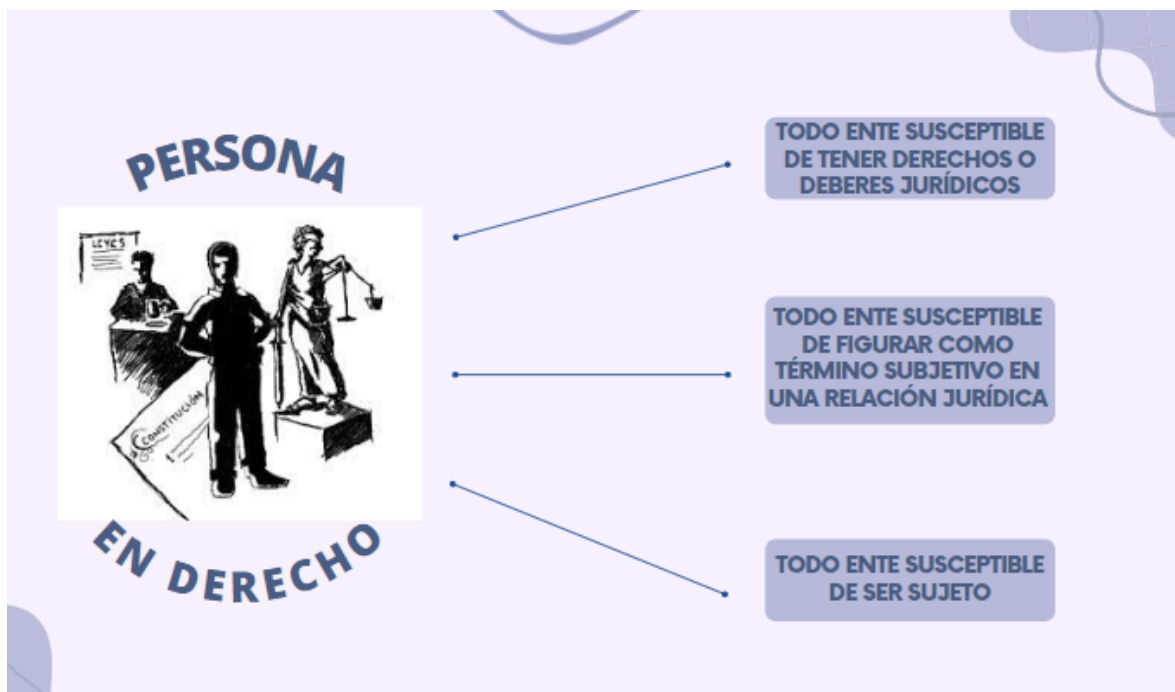 PERSONA
LEYES
CONSTITUCIÓN
EN DERECHO
TODO ENTE SUSCEPTIBLE
DE TENER DERECHOS O
DEBERES JURÍDICOS
TODO ENTE SUSCEPTIBLE
DE FIGURAR COMO
TÉRMINO SUBJETIVO EN
UNA RELACIÓN JURÍDICA
TODO ENTE SUSCEPTIBLE
DE SER SUJETO